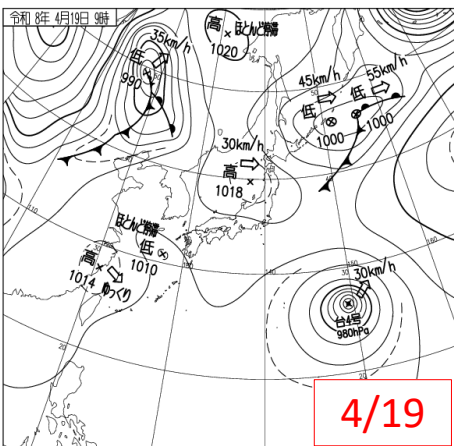 令和 8年 4月19日 9時
高 ほとんど停滞
1020
35km/h
低
990
45km/h
55km/h
低
低
1000
1000
30km/h
高
1018
ほとんど停滞
低
1010
高
1014 ゆっくり
30km/h
台4号
980hPa
4/19